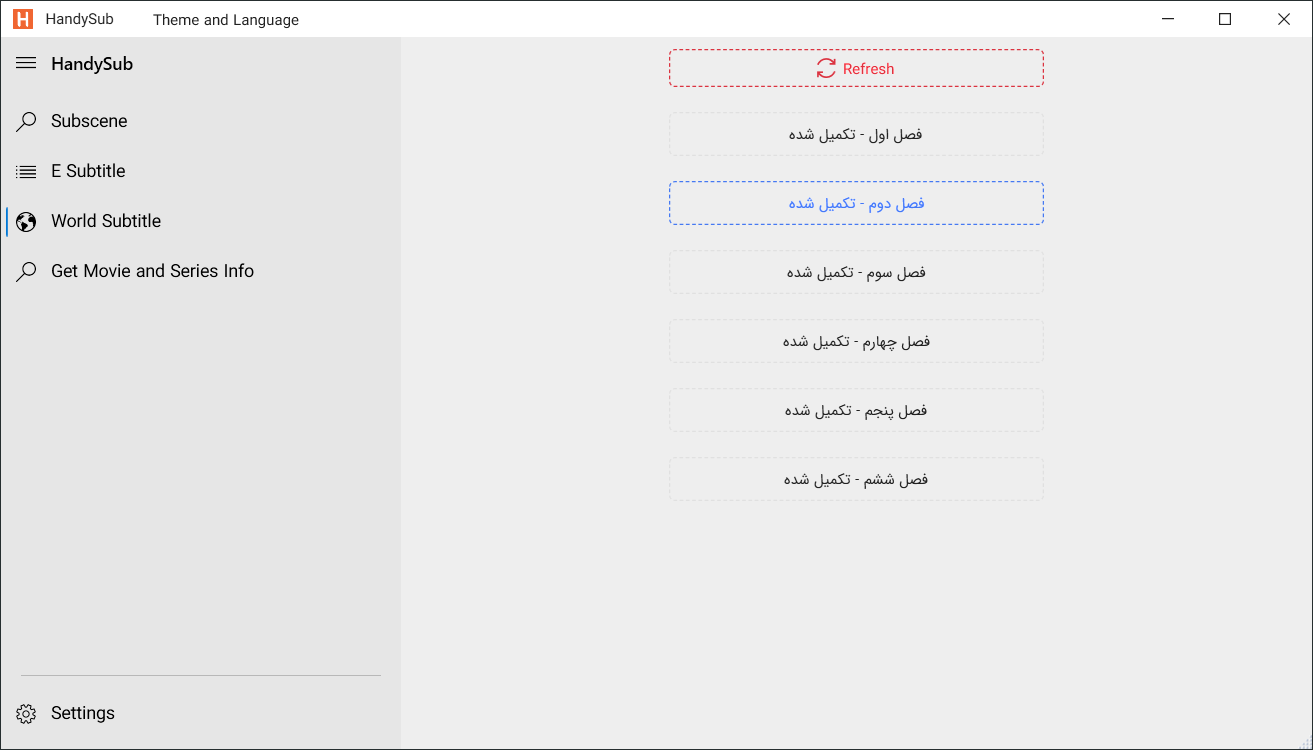 HandySub
Theme and Language
HandySub
Subscene
E Subtitle
World Subtitle
Get Movie and Series Info
Settings
Refresh
فصل اول - تکمیل شده
فصل دوم - تکمیل شده
فصل سوم - تکمیل شده
فصل چهارم - تکمیل شده
فصل پنجم - تکمیل شده
فصل ششم - تکمیل شده